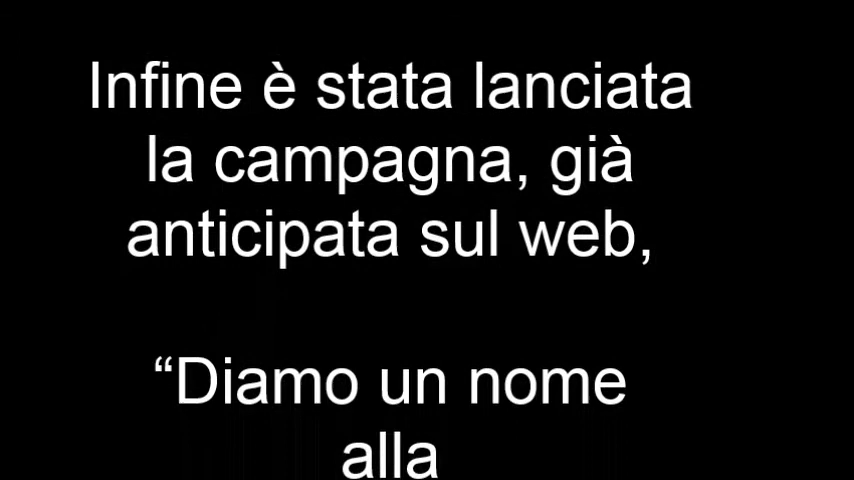 Infine è stata lanciata
la campagna, già
anticipata sul web,
“Diamo un nome
alla